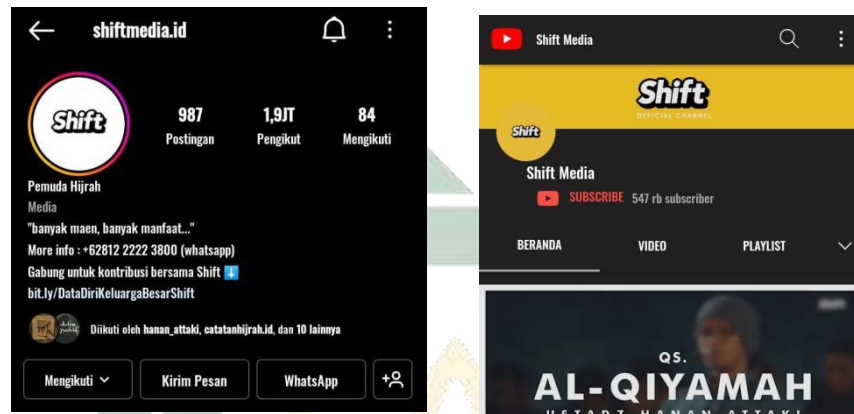 shiftmedia.id
Shift
987 1,9JT 84
Postingan Pengikut Mengikuti
Pemuda Hijrah
Media
"banyak maen, banyak manfaat..."
More info : +62812 2222 3800 (whatsapp)
Gabung untuk kontribusi bersama Shift ⬇️
bit.ly/DataDiriKeluargaBesarShift
Diikuti oleh hanan_attaki, catatanhijrah.id, dan 10 lainnya
Mengikuti Kirim Pesan WhatsApp
Shift Media
Shift
OFFICIAL CHANNEL
Shift
Shift Media
SUBSCRIBE 547 rb subscriber
BERANDA VIDEO PLAYLIST
QS.
AL-QIYAMAH
USTADZ HANAN ATTAKI